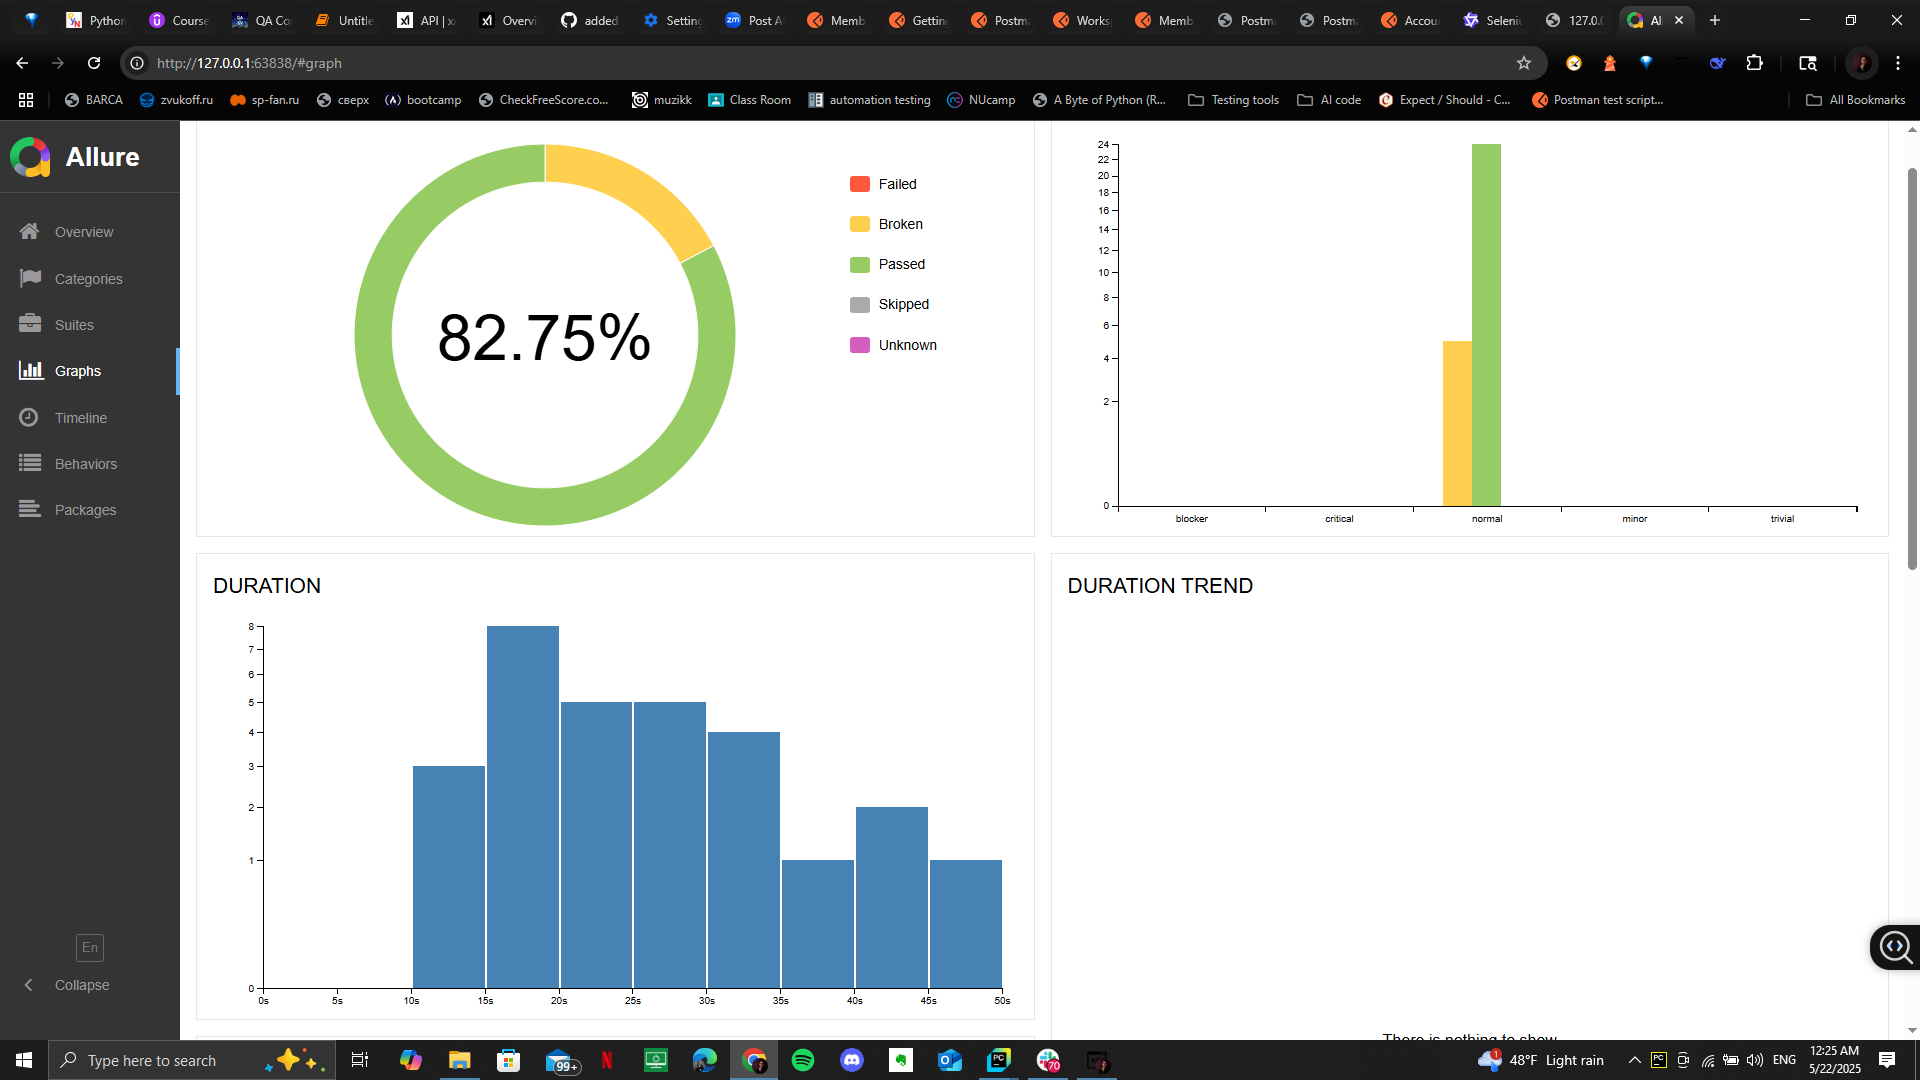 Python
Course
QA Co
Untitle
API | x
Overvi
added
Setting
Post A
Memb
Gettin
Postm
Works
Memb
Postm
Postm
Accou
Seleni
127.0.0
Al
http://127.0.0.1:63838/#graph
BARCA
zvukoff.ru
sp-fan.ru
сверх
bootcamp
CheckFreeScore.co...
muzikk
Class Room
automation testing
NUcamp
A Byte of Python (R...
Testing tools
AI code
Expect / Should - C...
Postman test script...
All Bookmarks
Allure
Overview
Categories
Suites
Graphs
Timeline
Behaviors
Packages
En
Collapse
82.75%
Failed
Broken
Passed
Skipped
Unknown
24
22
20
18
16
14
12
10
8
6
4
2
0
blocker critical normal minor trivial
DURATION
8
7
6
5
4
3
2
1
0
0s 5s 10s 15s 20s 25s 30s 35s 40s 45s 50s
DURATION TREND
There is nothing to show
Type here to search
99+
PC
70
1
48°F Light rain
PC
ENG
12:25 AM
5/22/2025